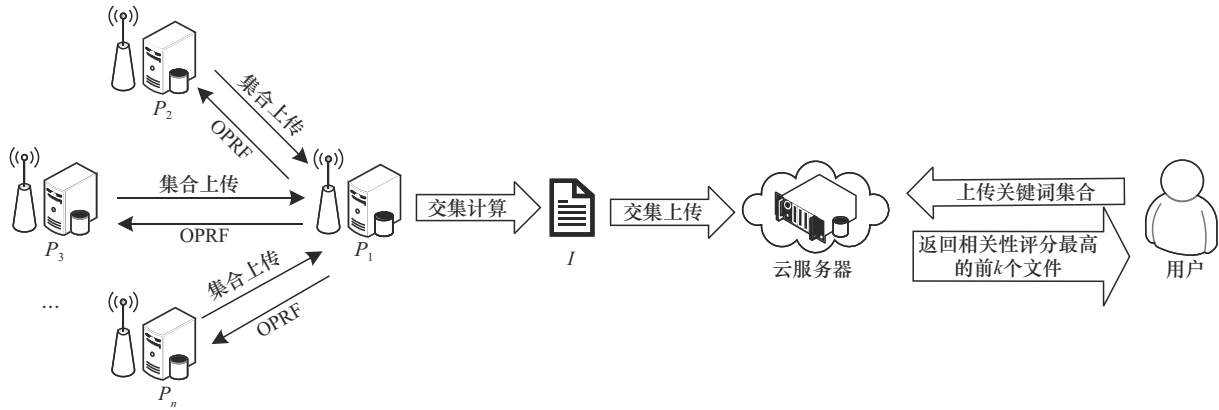 P₂
集合上传
OPRF
集合上传
OPRF
P₃
P₁
…
集合上传
OPRF
Pₙ
交集计算
I
交集上传
云服务器
上传关键词集合
返回相关性评分最高
的前k个文件
用户